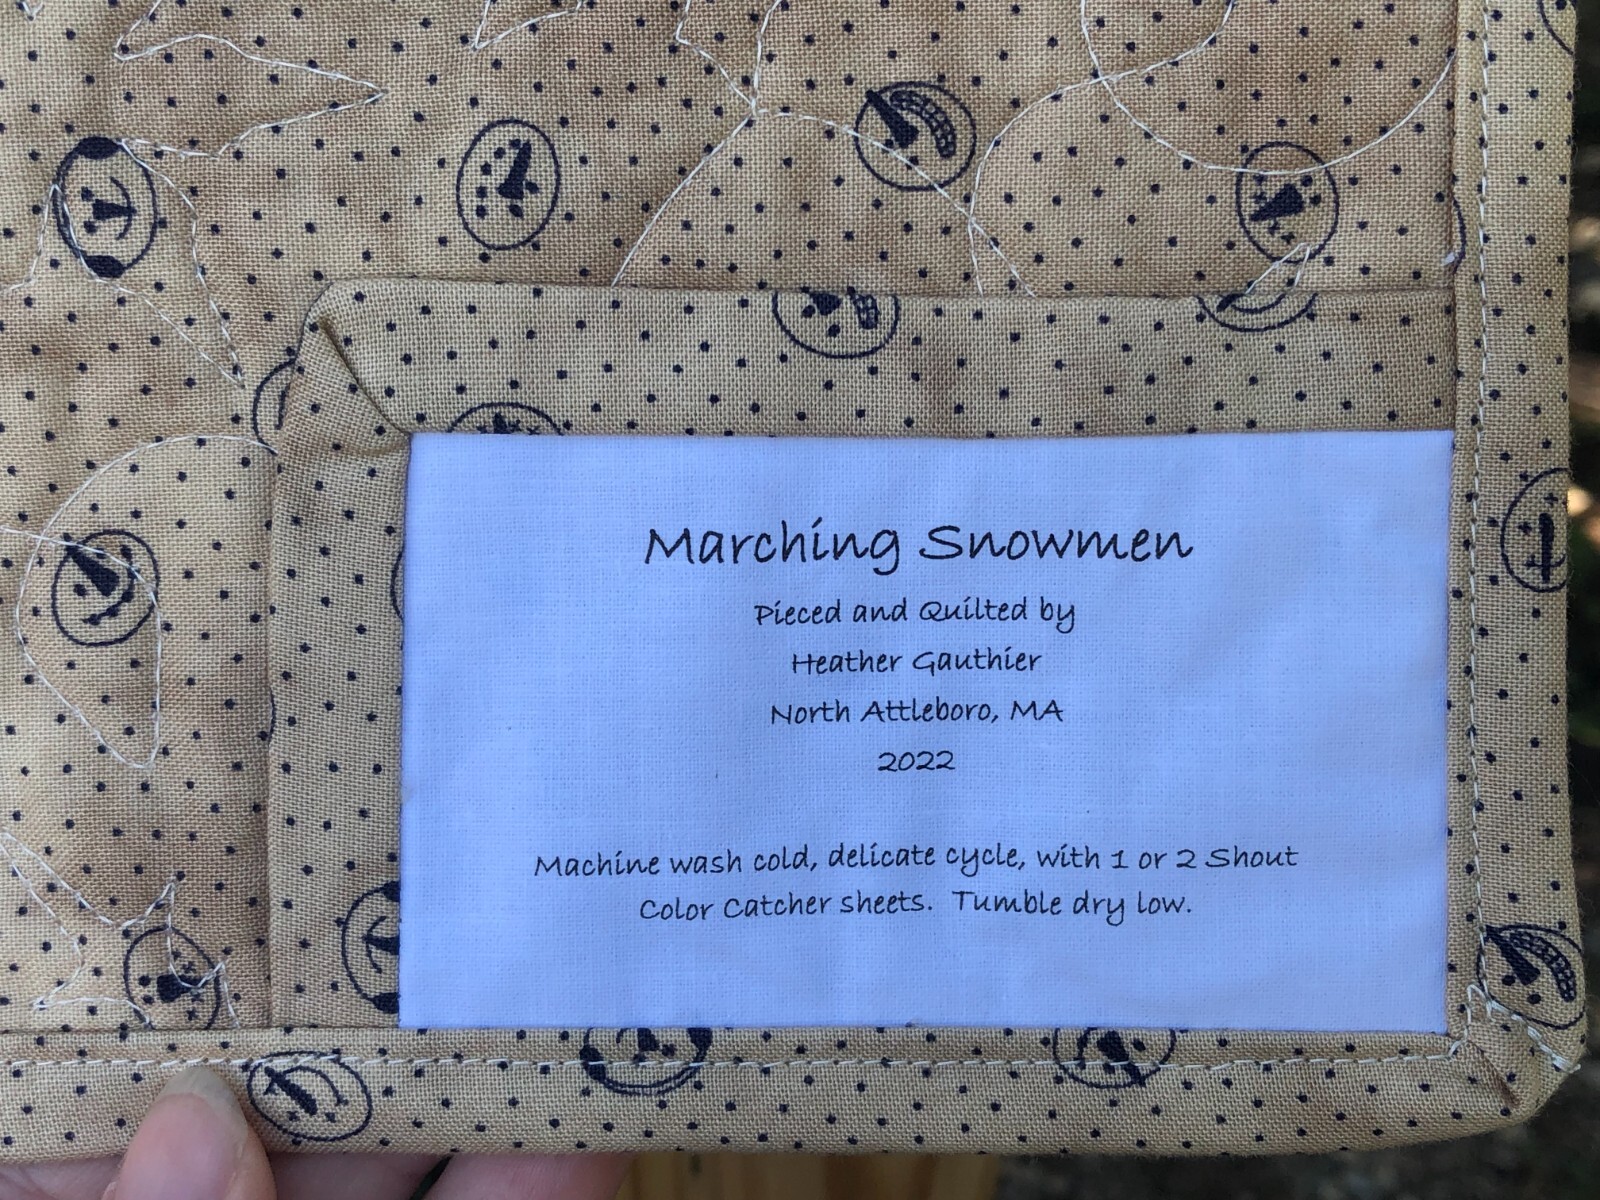 Marching Snowmen
Pieced and Quilted by
Heather Gauthier
North Attleboro, MA
2022
Machine wash cold, delicate cycle, with 1 or 2 Shout
Color Catcher sheets. Tumble dry low.